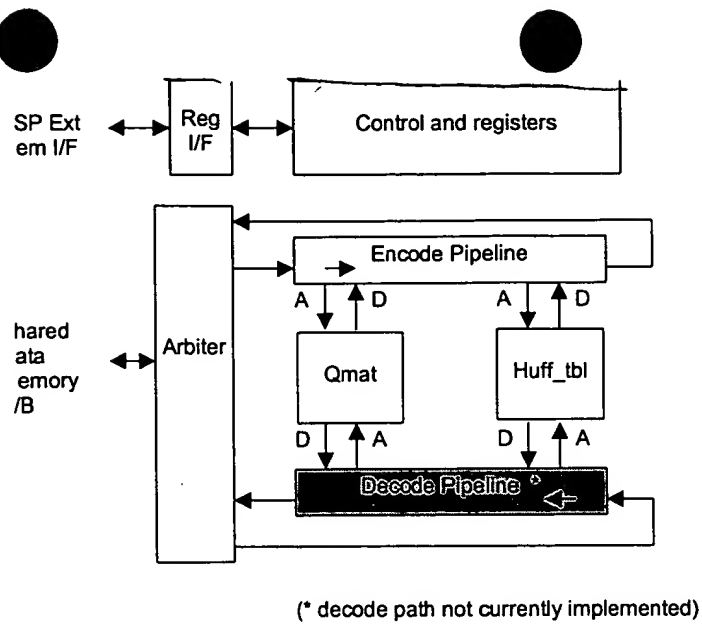 SP Ext
em I/F
Reg
I/F
Control and registers
Encode Pipeline
A
D
A
D
hared
ata
emory
/B
Arbiter
Qmat
Huff_tbl
D
A
D
A
Decode Pipeline *
(* decode path not currently implemented)